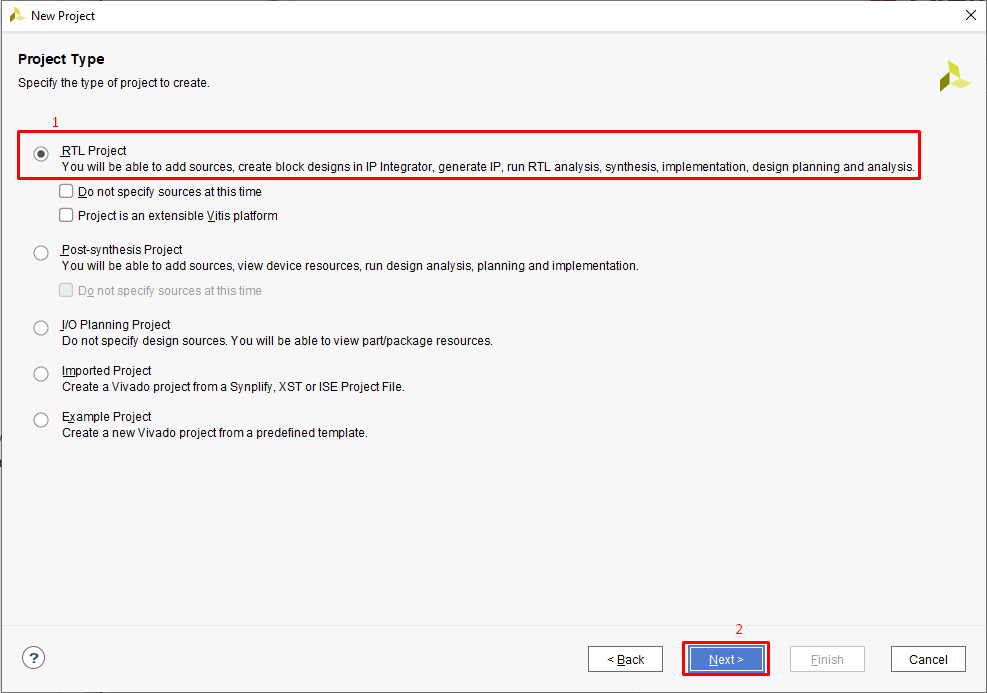 New Project
Project Type
Specify the type of project to create.
1
RTL Project
You will be able to add sources, create block designs in IP Integrator, generate IP, run RTL analysis, synthesis, implementation, design planning and analysis.
Do not specify sources at this time
Project is an extensible Vitis platform
Post-synthesis Project
You will be able to add sources, view device resources, run design analysis, planning and implementation.
Do not specify sources at this time
I/O Planning Project
Do not specify design sources. You will be able to view part/package resources.
Imported Project
Create a Vivado project from a Synplify, XST or ISE Project File.
Example Project
Create a new Vivado project from a predefined template.
2
?
< Back
Next >
Finish
Cancel